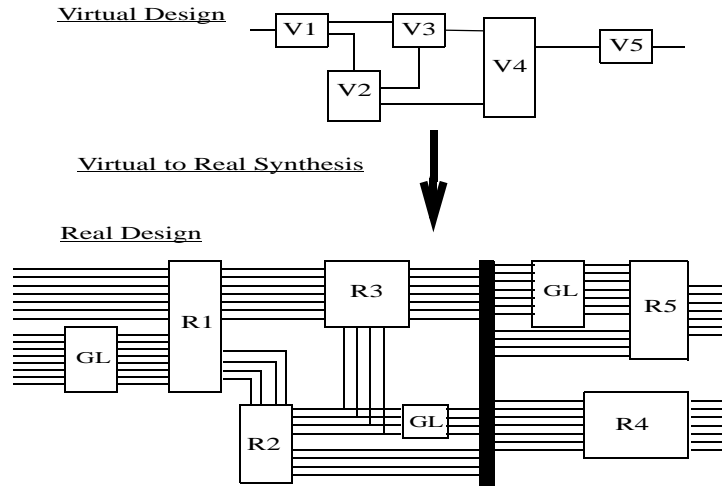 Virtual Design
V1
V3
V2
V4
V5
Virtual to Real Synthesis
Real Design
R1
GL
R3
R2
GL
GL
R5
R4